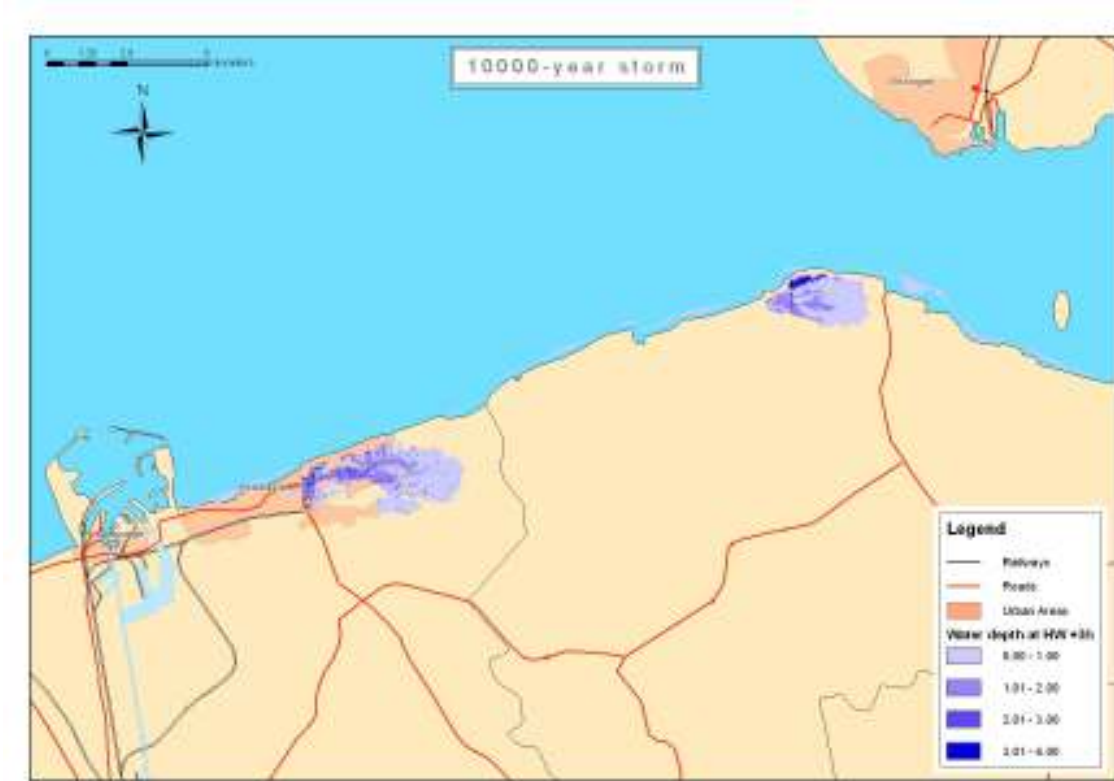 10000-year storm
N
Legend
Railways
Roads
Urban Areas
Water depth at HW +3h
0.00 - 1.00
1.01 - 2.00
2.01 - 3.00
3.01 - 6.00